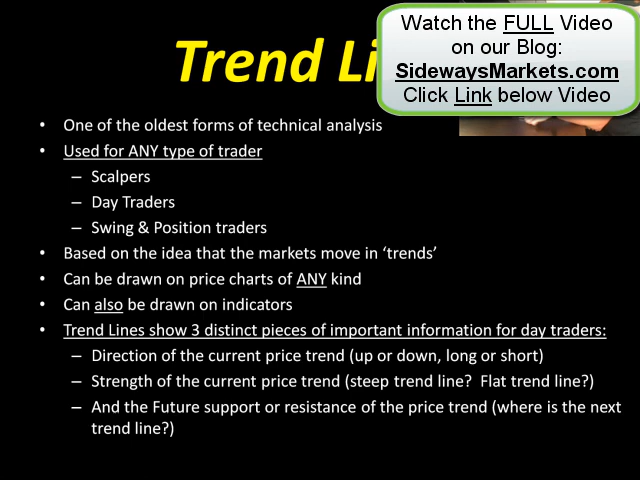 Trend Li
Watch the FULL Video
on our Blog:
SidewaysMarkets.com
Click Link below Video
• One of the oldest forms of technical analysis
• Used for ANY type of trader
– Scalpers
– Day Traders
– Swing & Position traders
• Based on the idea that the markets move in ‘trends’
• Can be drawn on price charts of ANY kind
• Can also be drawn on indicators
• Trend Lines show 3 distinct pieces of important information for day traders:
– Direction of the current price trend (up or down, long or short)
– Strength of the current price trend (steep trend line?  Flat trend line?)
– And the Future support or resistance of the price trend (where is the next
trend line?)